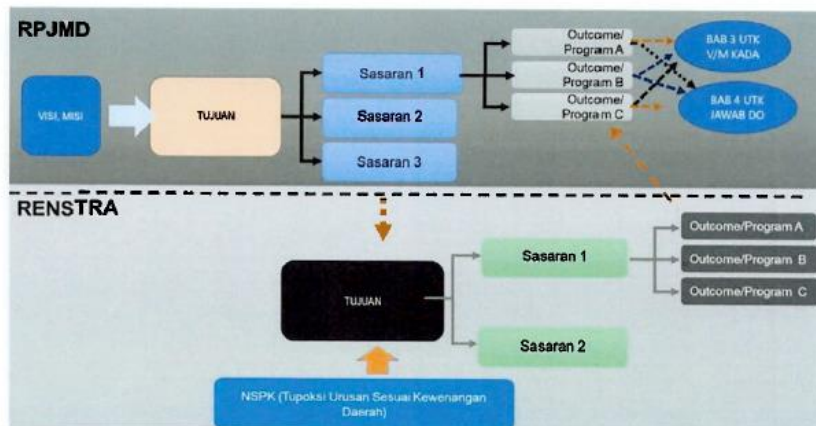 RPJMD
VISI, MISI
TUJUAN
Sasaran 1
Sasaran 2
Sasaran 3
Outcome/
Program A
Outcome/
Program B
Outcome/
Program C
BAB 3 UTK
V/M KADA
BAB 4 UTK
JAWAB DO
RENSTRA
TUJUAN
Sasaran 1
Sasaran 2
Outcome/Program A
Outcome/Program B
Outcome/Program C
NSPK (Tupoksi Urusan Sesuai Kewenangan
Daerah)